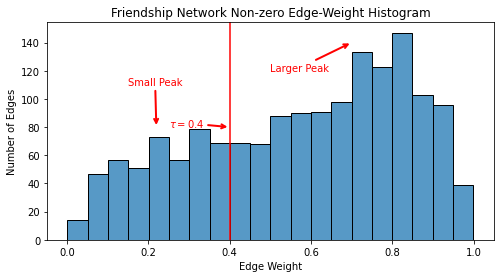 Friendship Network Non-zero Edge-Weight Histogram
Number of Edges
140
120
100
80
60
40
20
0
Small Peak
τ = 0.4
Larger Peak
0.0 0.2 0.4 0.6 0.8 1.0
Edge Weight